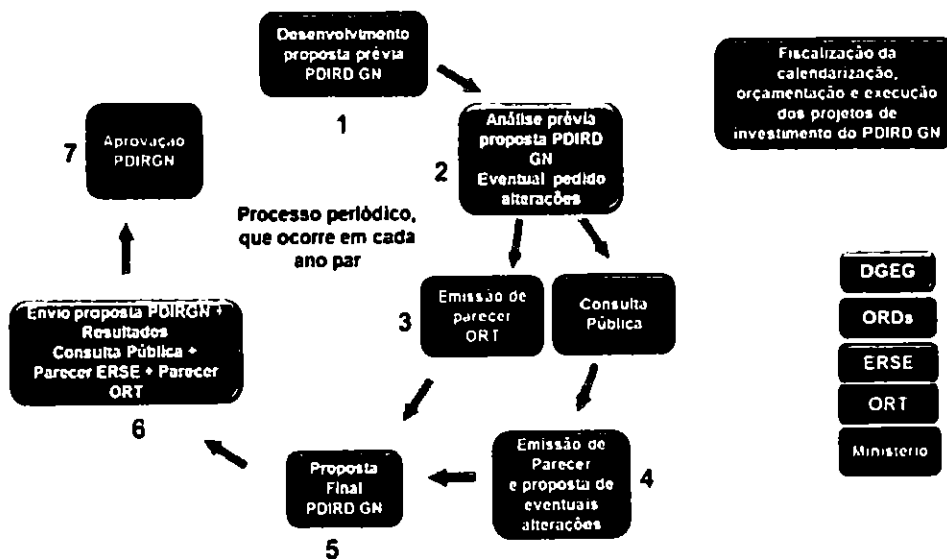 Desenvolvimento
proposta prévia
PDIRD GN
1
Fiscalização da
calendarização,
orçamentação e execução
dos projetos de
investimento do PDIRD GN
Análise prévia
proposta PDIRD
GN
Eventual pedido
alterações
2
7
Aprovação
PDIRGN
Processo periódico,
que ocorre em cada
ano par
Emissão de
parecer
ORT
3
Consulta
Pública
Envio proposta PDIRGN +
Resultados
Consulta Pública +
Parecer ERSE + Parecer
ORT
6
Emissão de
Parecer
e proposta de
eventuais
alterações
4
Proposta
Final
PDIRD GN
5
DGEG
ORDs
ERSE
ORT
Ministério